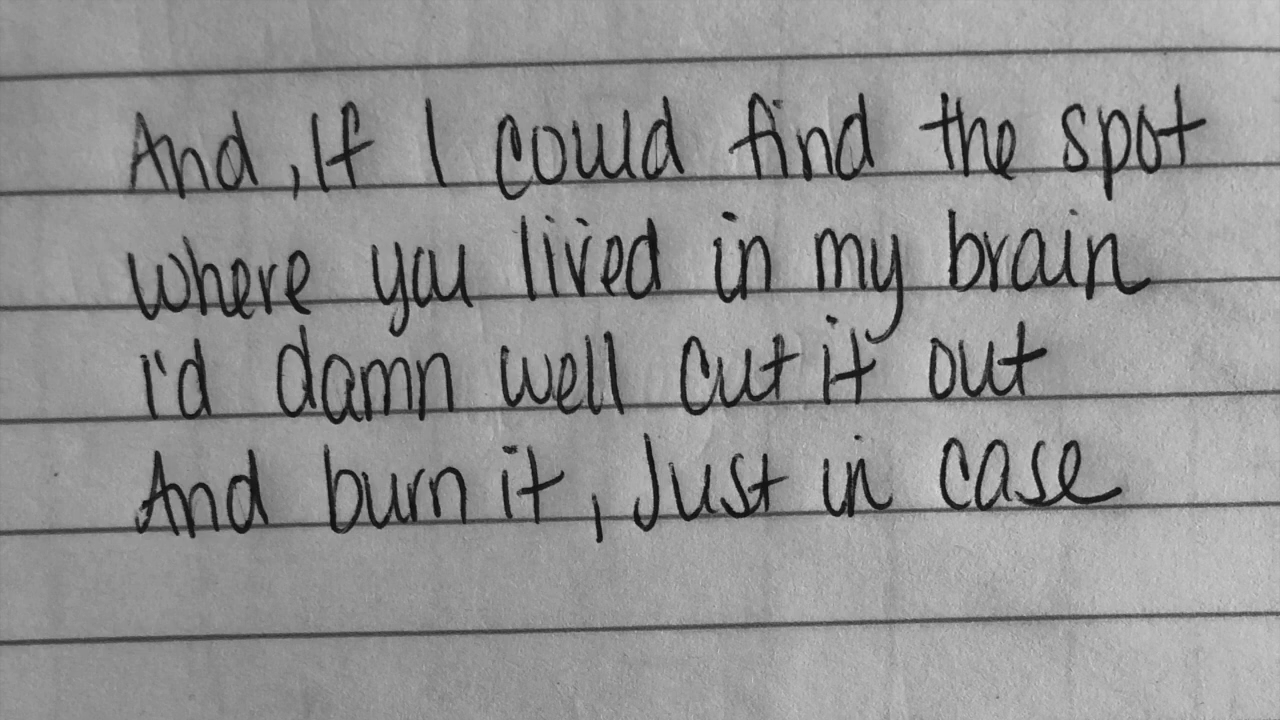 And, If I could find the spot
where you lived in my brain
I'd damn well cut it out
And burn it, Just in case